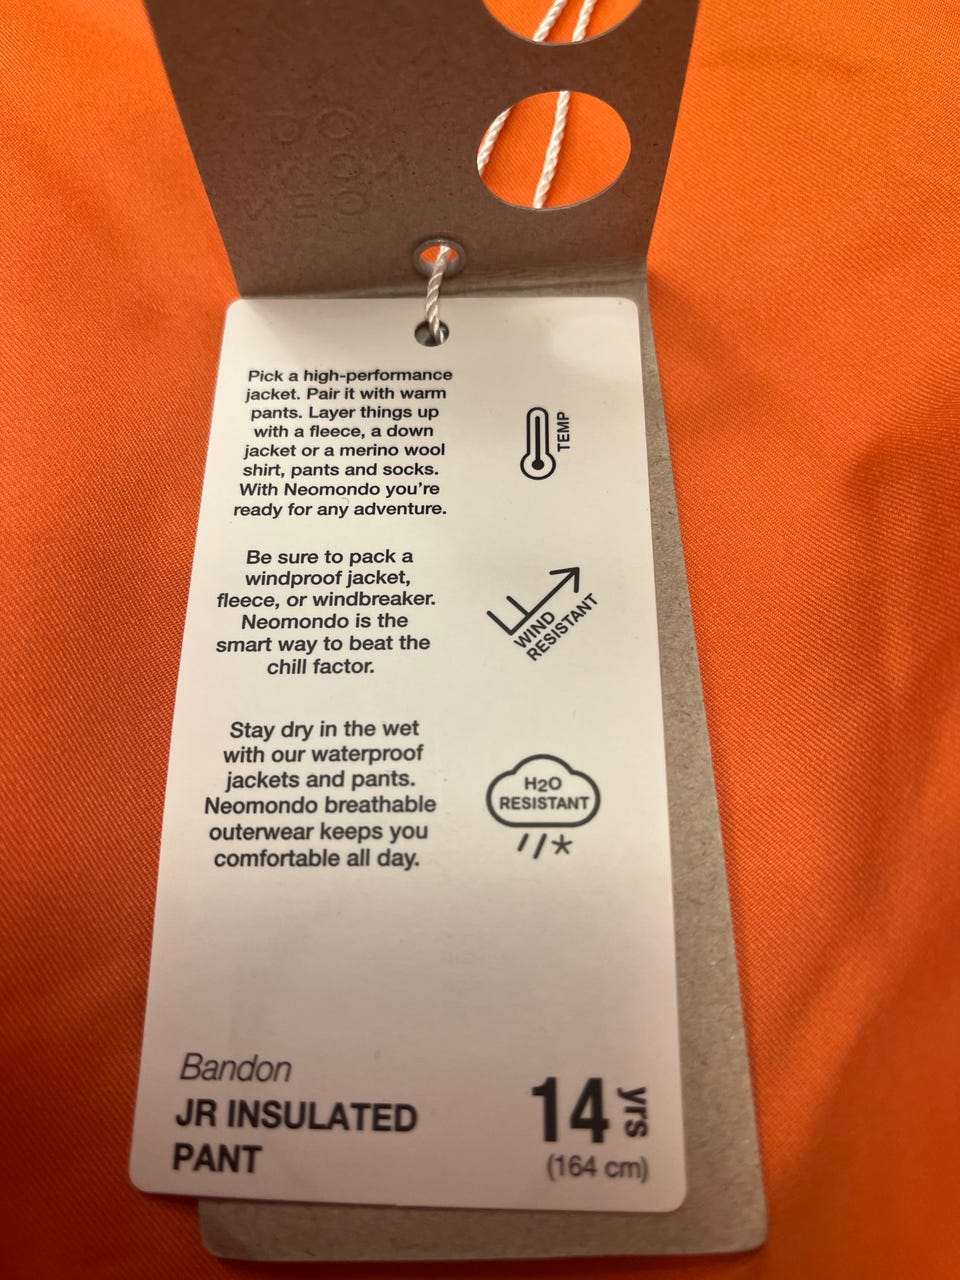 NEO
MON
DO
Pick a high-performance
jacket. Pair it with warm
pants. Layer things up
with a fleece, a down
jacket or a merino wool
shirt, pants and socks.
With Neomondo you're
ready for any adventure.
TEMP
Be sure to pack a
windproof jacket,
fleece, or windbreaker.
Neomondo is the
smart way to beat the
chill factor.
WIND
RESISTANT
Stay dry in the wet
with our waterproof
jackets and pants.
Neomondo breathable
outerwear keeps you
comfortable all day.
H2O
RESISTANT
Bandon
JR INSULATED
PANT
14 yrs
(164 cm)